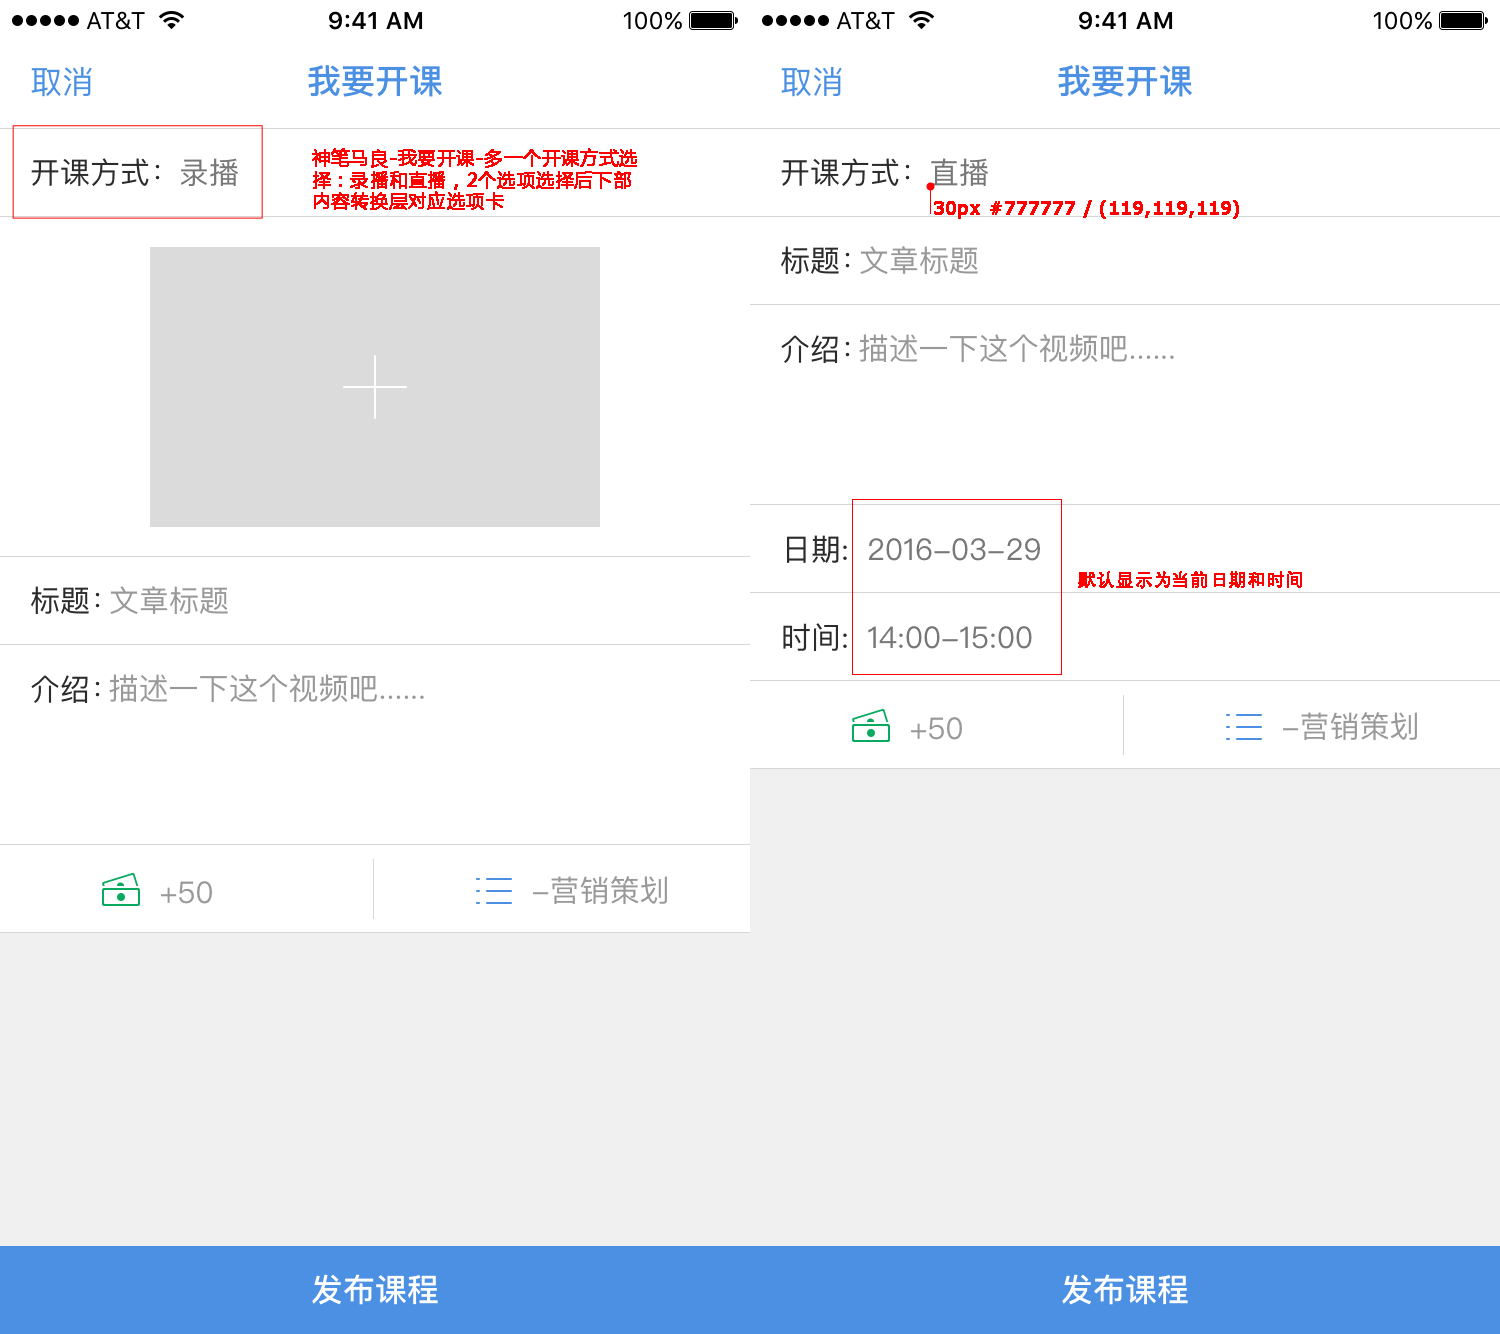 AT&T 9:41 AM 100%
取消 我要开课
开课方式：录播
神笔马良-我要开课-多一个开课方式选
择：录播和直播，2个选项选择后下部
内容转换层对应选项卡
标题：文章标题
介绍：描述一下这个视频吧......
+50 -营销策划
发布课程
AT&T 9:41 AM 100%
取消 我要开课
开课方式：直播
30px #777777 / (119,119,119)
标题：文章标题
介绍：描述一下这个视频吧......
日期: 2016-03-29
默认显示为当前日期和时间
时间: 14:00-15:00
+50 -营销策划
发布课程